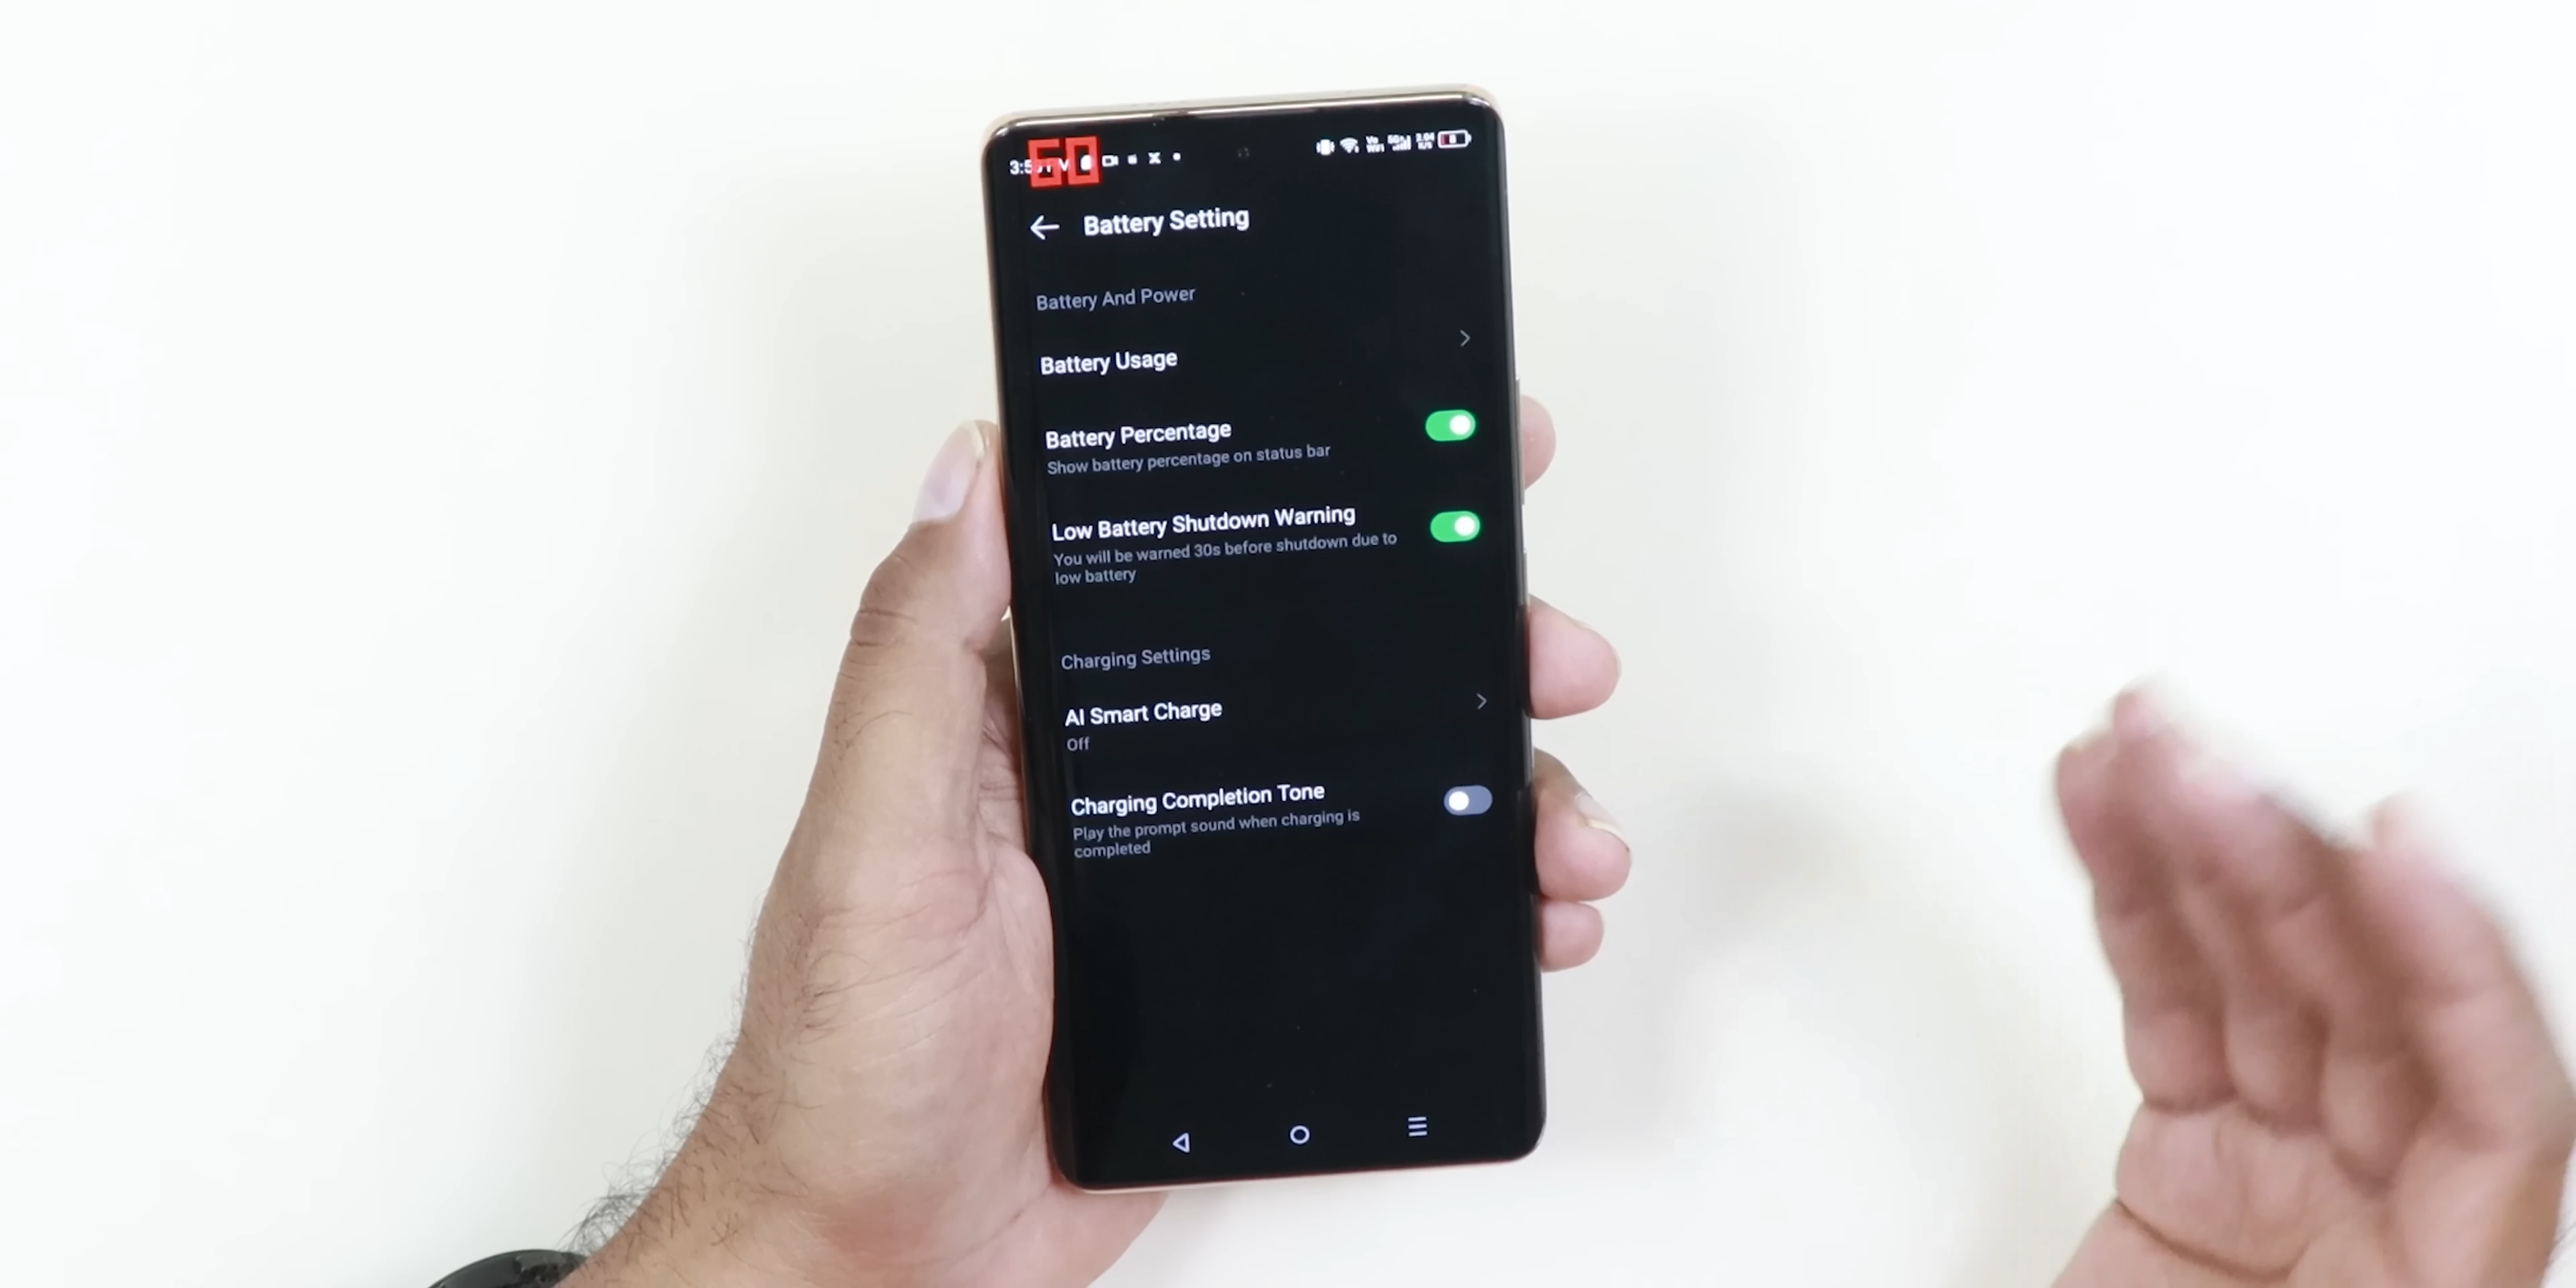 60
Battery Setting
Battery And Power
Battery Usage
Battery Percentage
Show battery percentage on status bar
Low Battery Shutdown Warning
You will be warned 30s before shutdown due to
low battery
Charging Settings
AI Smart Charge
Off
Charging Completion Tone
Play the prompt sound when charging is
completed